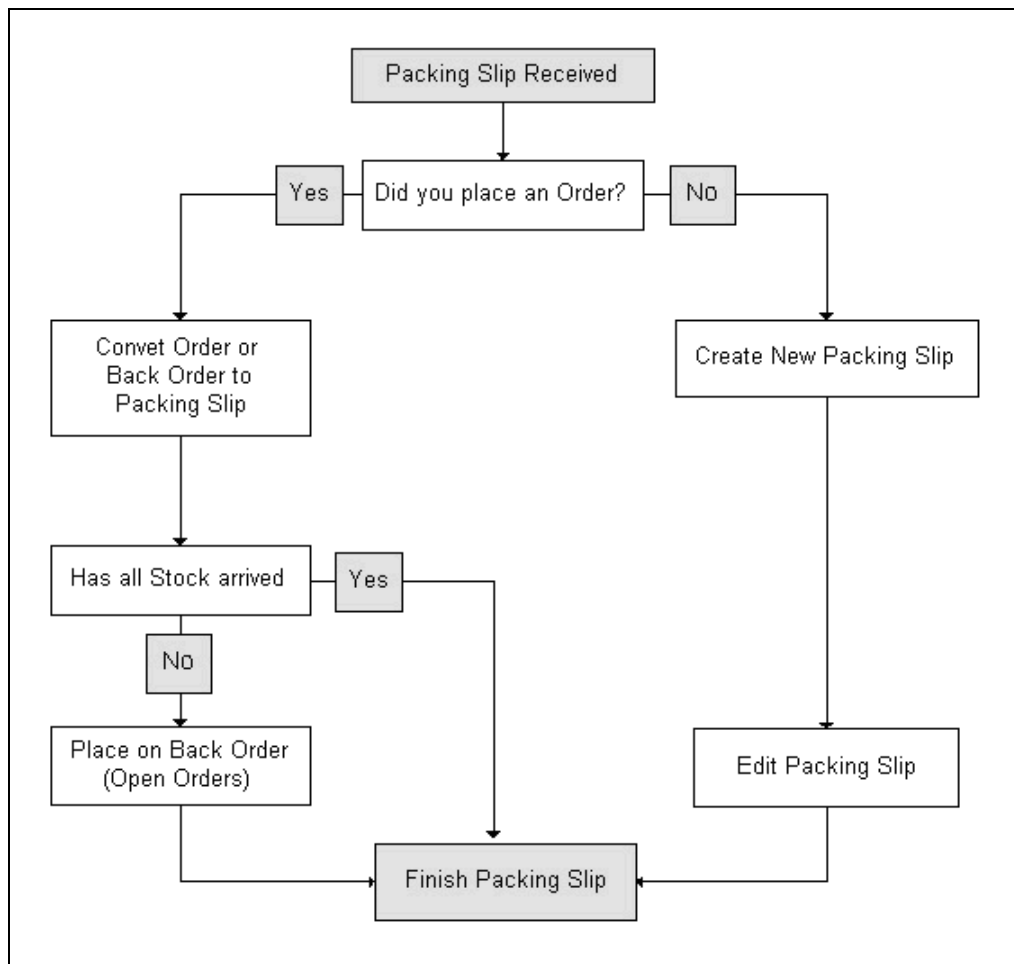 Packing Slip Received
Yes
Did you place an Order?
No
Convet Order or
Back Order to
Packing Slip
Create New Packing Slip
Has all Stock arrived
Yes
No
Place on Back Order
(Open Orders)
Edit Packing Slip
Finish Packing Slip